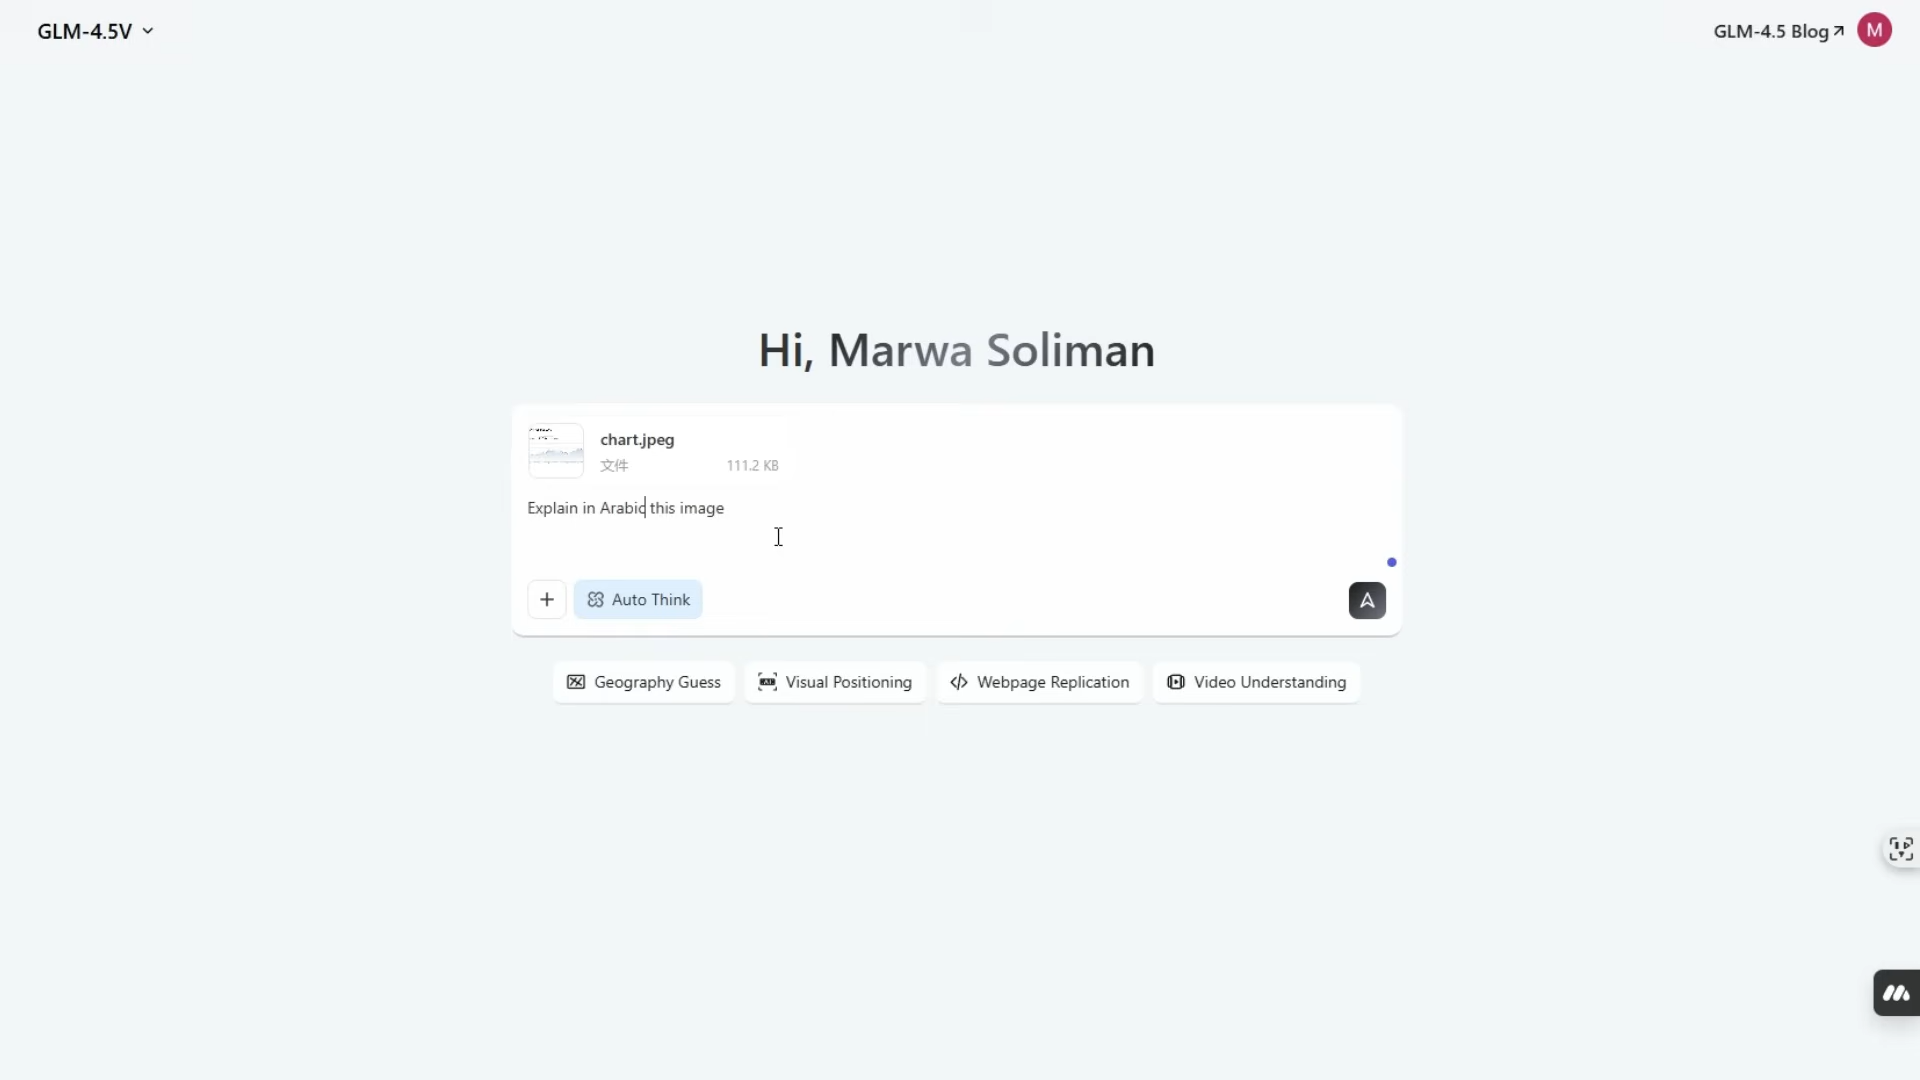 GLM-4.5V
GLM-4.5 Blog
M
Hi, Marwa Soliman
chart.jpeg
文件 111.2 KB
Explain in Arabic this image
Auto Think
Geography Guess
Visual Positioning
Webpage Replication
Video Understanding